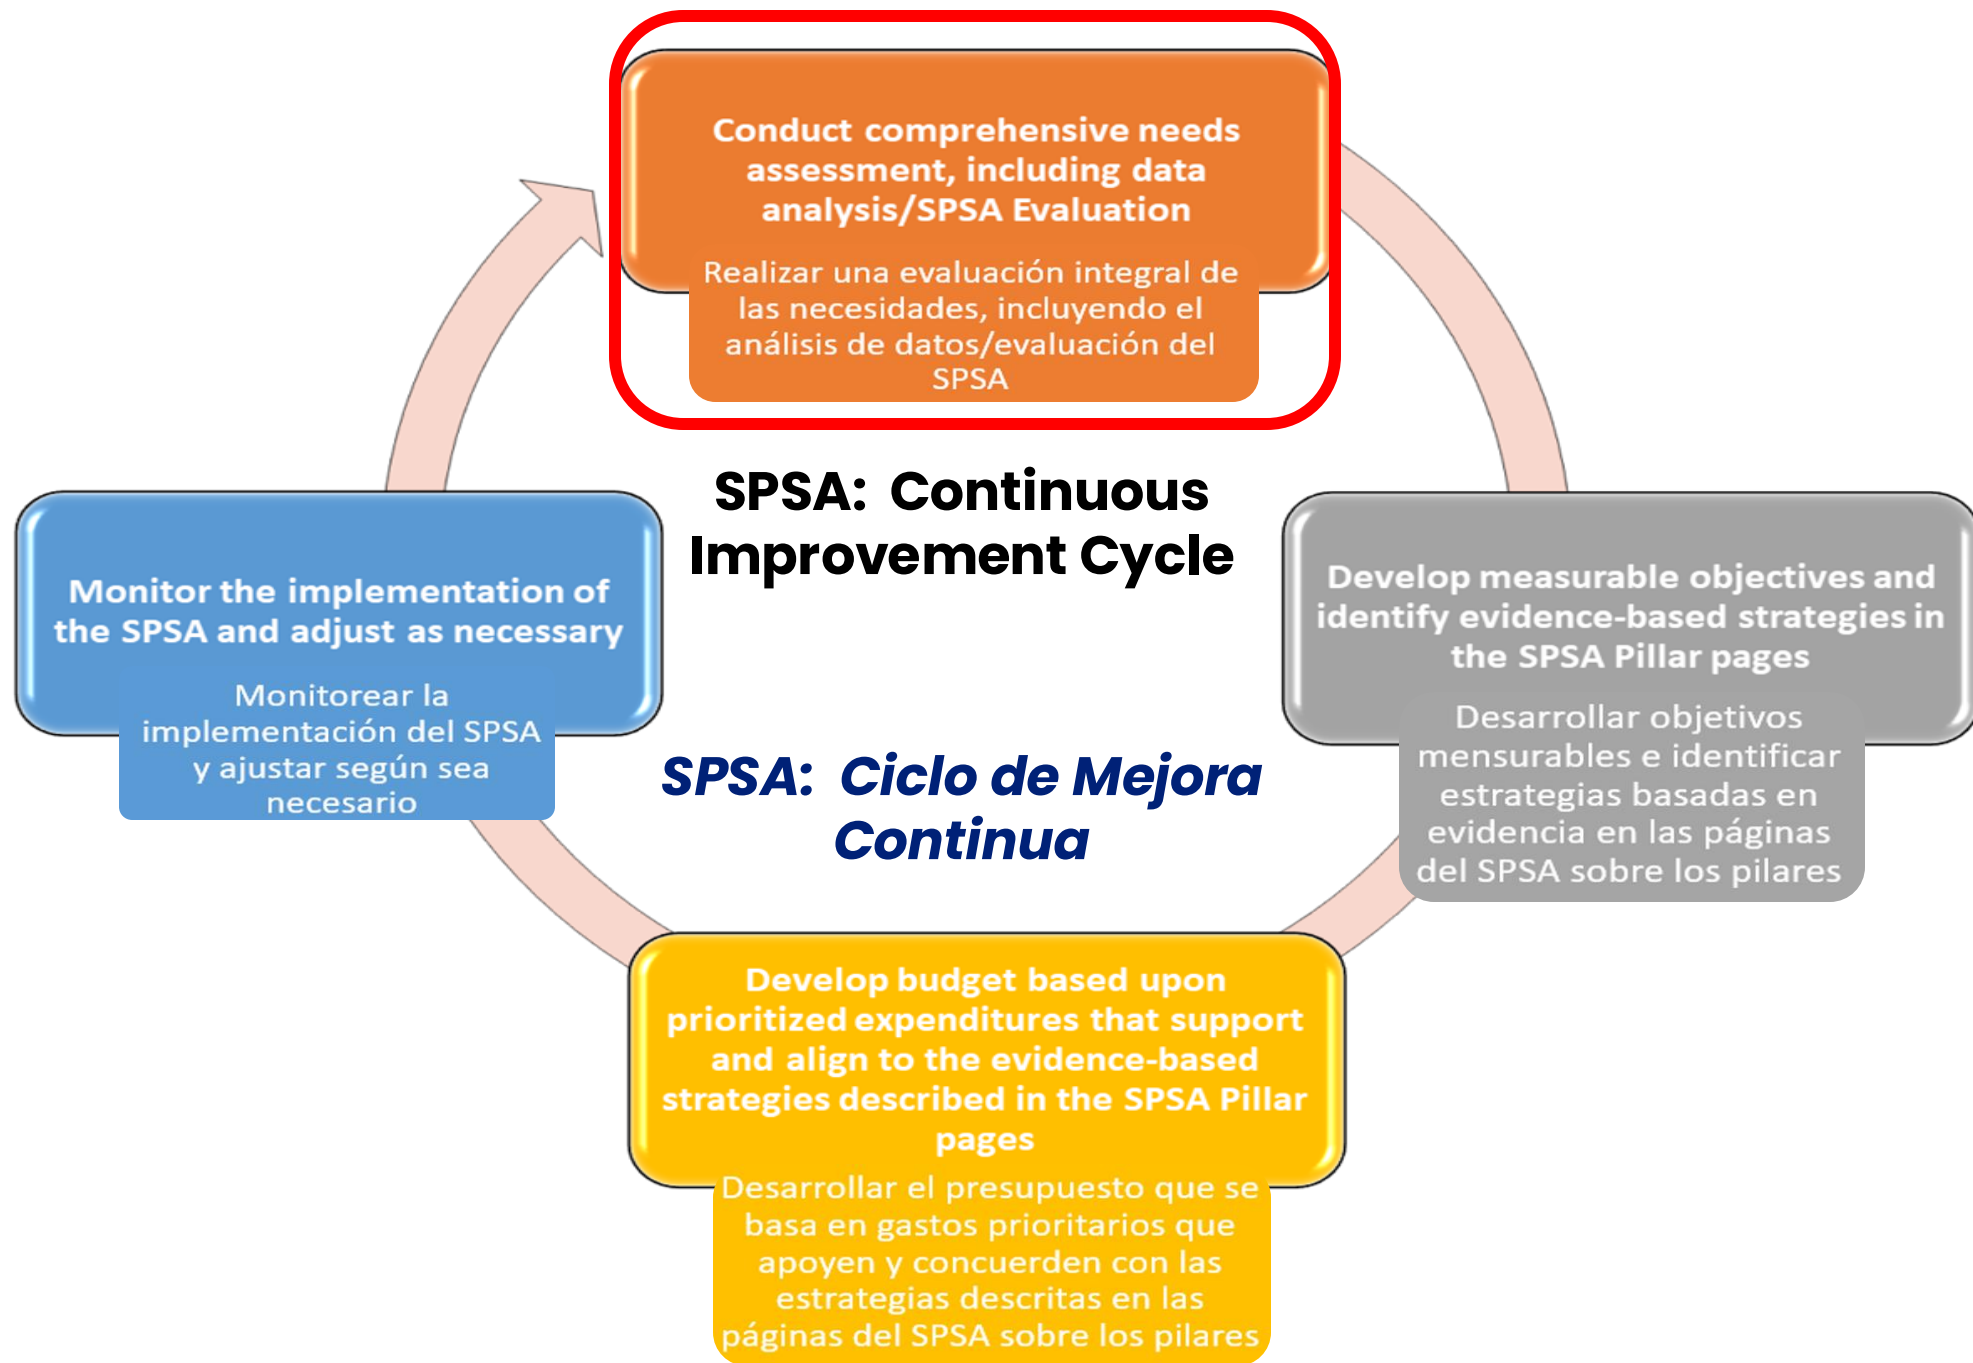 Conduct comprehensive needs
assessment, including data
analysis/SPSA Evaluation
Realizar una evaluación integral de
las necesidades, incluyendo el
análisis de datos/evaluación del
SPSA
SPSA: Continuous
Improvement Cycle
Monitor the implementation of
the SPSA and adjust as necessary
Monitorear la
implementación del SPSA
y ajustar según sea
necesario
Develop measurable objectives and
identify evidence-based strategies in
the SPSA Pillar pages
Desarrollar objetivos
mensurables e identificar
estrategias basadas en
evidencia en las páginas
del SPSA sobre los pilares
SPSA: Ciclo de Mejora
Continua
Develop budget based upon
prioritized expenditures that support
and align to the evidence-based
strategies described in the SPSA Pillar
pages
Desarrollar el presupuesto que se
basa en gastos prioritarios que
apoyen y concuerden con las
estrategias descritas en las
páginas del SPSA sobre los pilares